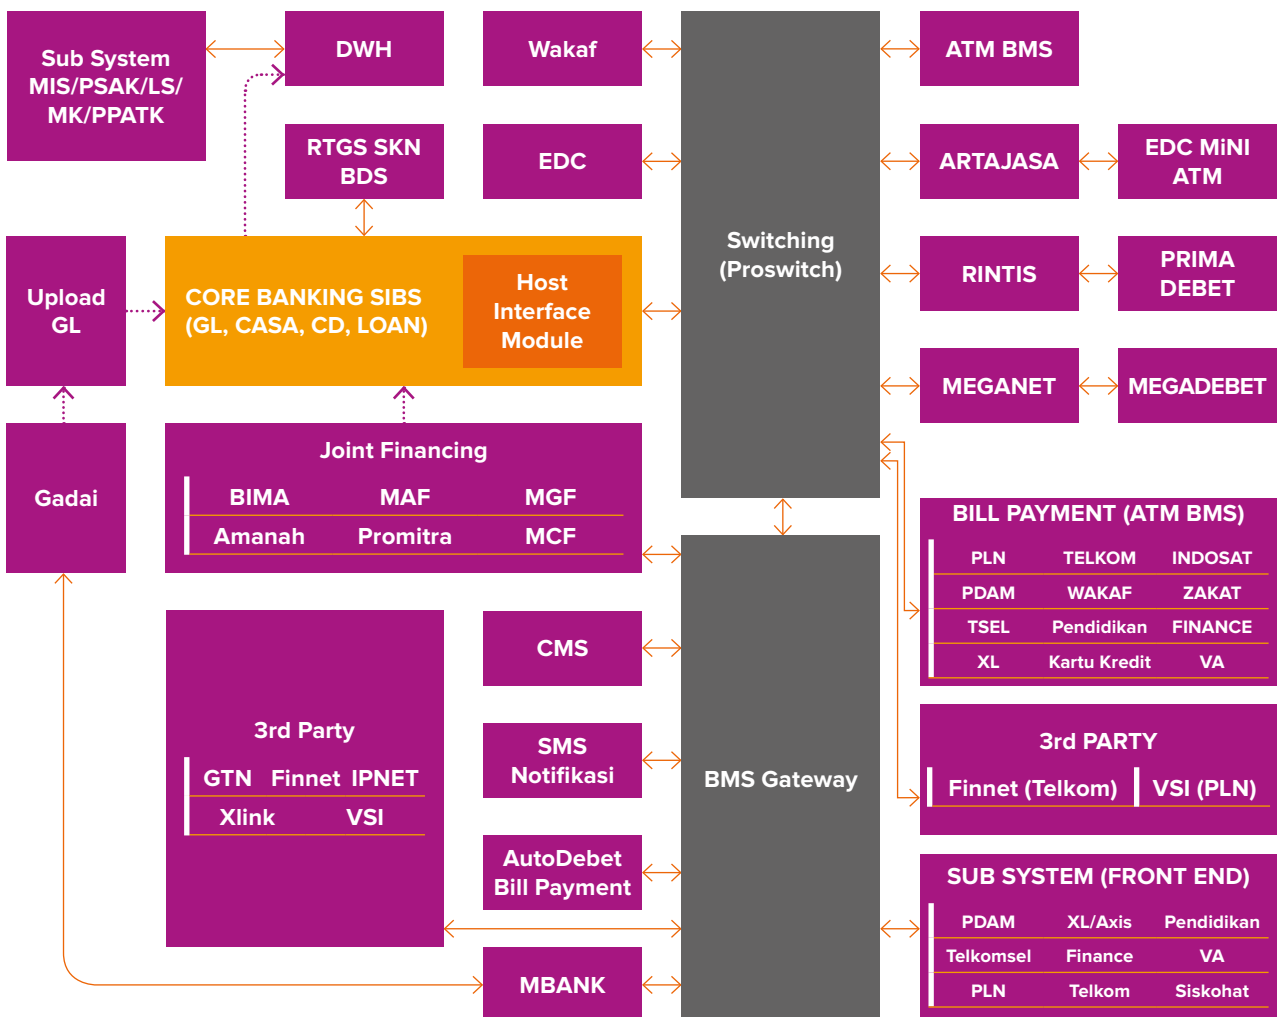 Sub System
MIS/PSAK/LS/
MK/PPATK
DWH
Wakaf
ATM BMS
RTGS SKN
BDS
EDC
ARTAJASA
EDC MiNI
ATM
Switching
(Proswitch)
Upload
GL
CORE BANKING SIBS
(GL, CASA, CD, LOAN)
Host
Interface
Module
RINTIS
PRIMA
DEBET
MEGANET
MEGADEBET
Gadai
Joint Financing
BIMA MAF MGF
Amanah Promitra MCF
BILL PAYMENT (ATM BMS)
PLN TELKOM INDOSAT
PDAM WAKAF ZAKAT
TSEL Pendidikan FINANCE
XL Kartu Kredit VA
3rd Party
GTN Finnet IPNET
Xlink VSI
CMS
SMS
Notifikasi
AutoDebet
Bill Payment
MBANK
BMS Gateway
3rd PARTY
Finnet (Telkom) VSI (PLN)
SUB SYSTEM (FRONT END)
PDAM XL/Axis Pendidikan
Telkomsel Finance VA
PLN Telkom Siskohat